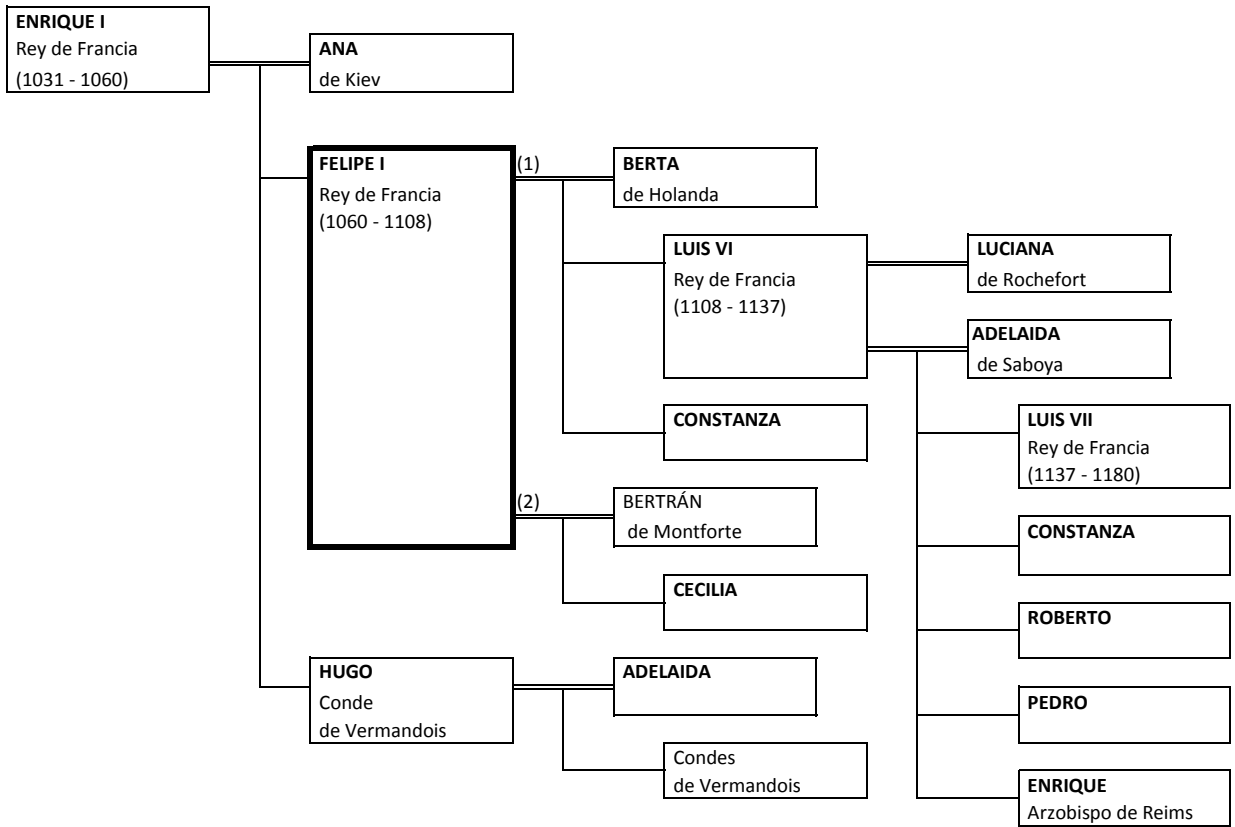 ENRIQUE I
Rey de Francia
(1031 - 1060)
ANA
de Kiev
FELIPE I
Rey de Francia
(1060 - 1108)
(1)
BERTA
de Holanda
LUIS VI
Rey de Francia
(1108 - 1137)
LUCIANA
de Rochefort
ADELAIDA
de Saboya
CONSTANZA
LUIS VII
Rey de Francia
(1137 - 1180)
(2)
BERTRÁN
de Montforte
CONSTANZA
CECILIA
ROBERTO
HUGO
Conde
de Vermandois
ADELAIDA
PEDRO
Condes
de Vermandois
ENRIQUE
Arzobispo de Reims